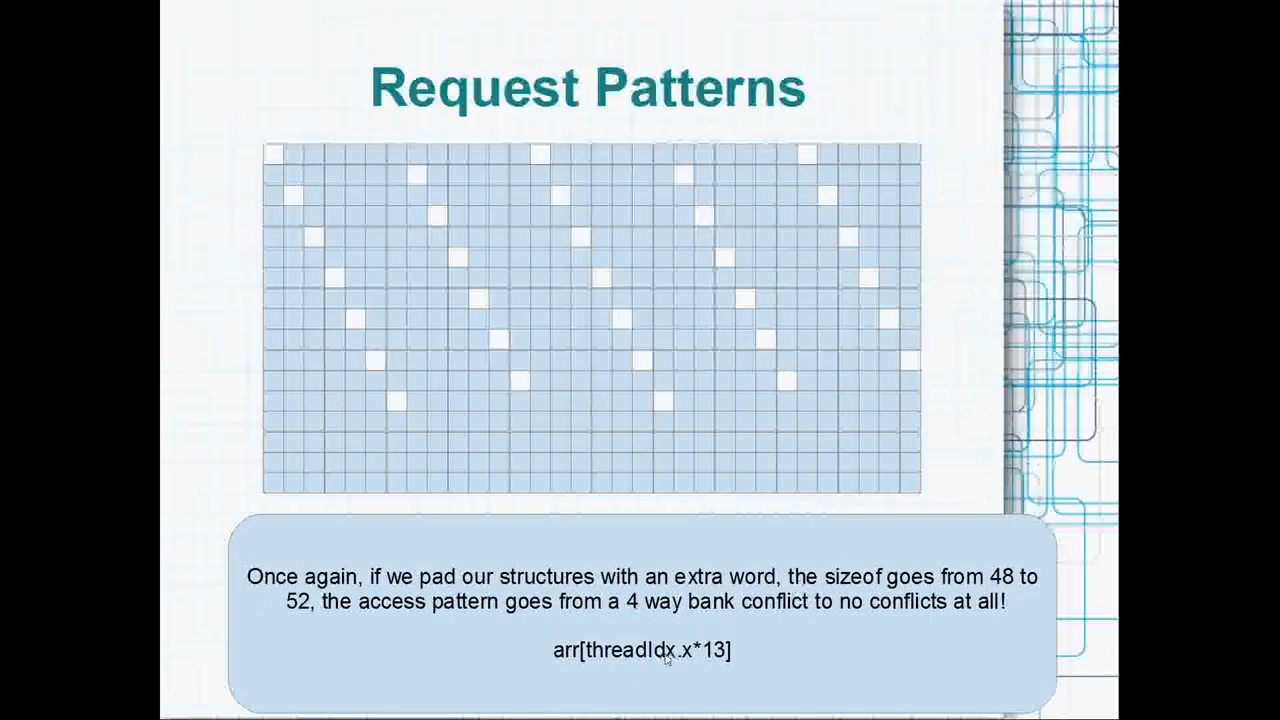 Request Patterns
Once again, if we pad our structures with an extra word, the sizeof goes from 48 to
52, the access pattern goes from a 4 way bank conflict to no conflicts at all!
arr[threadIdx.x*13]